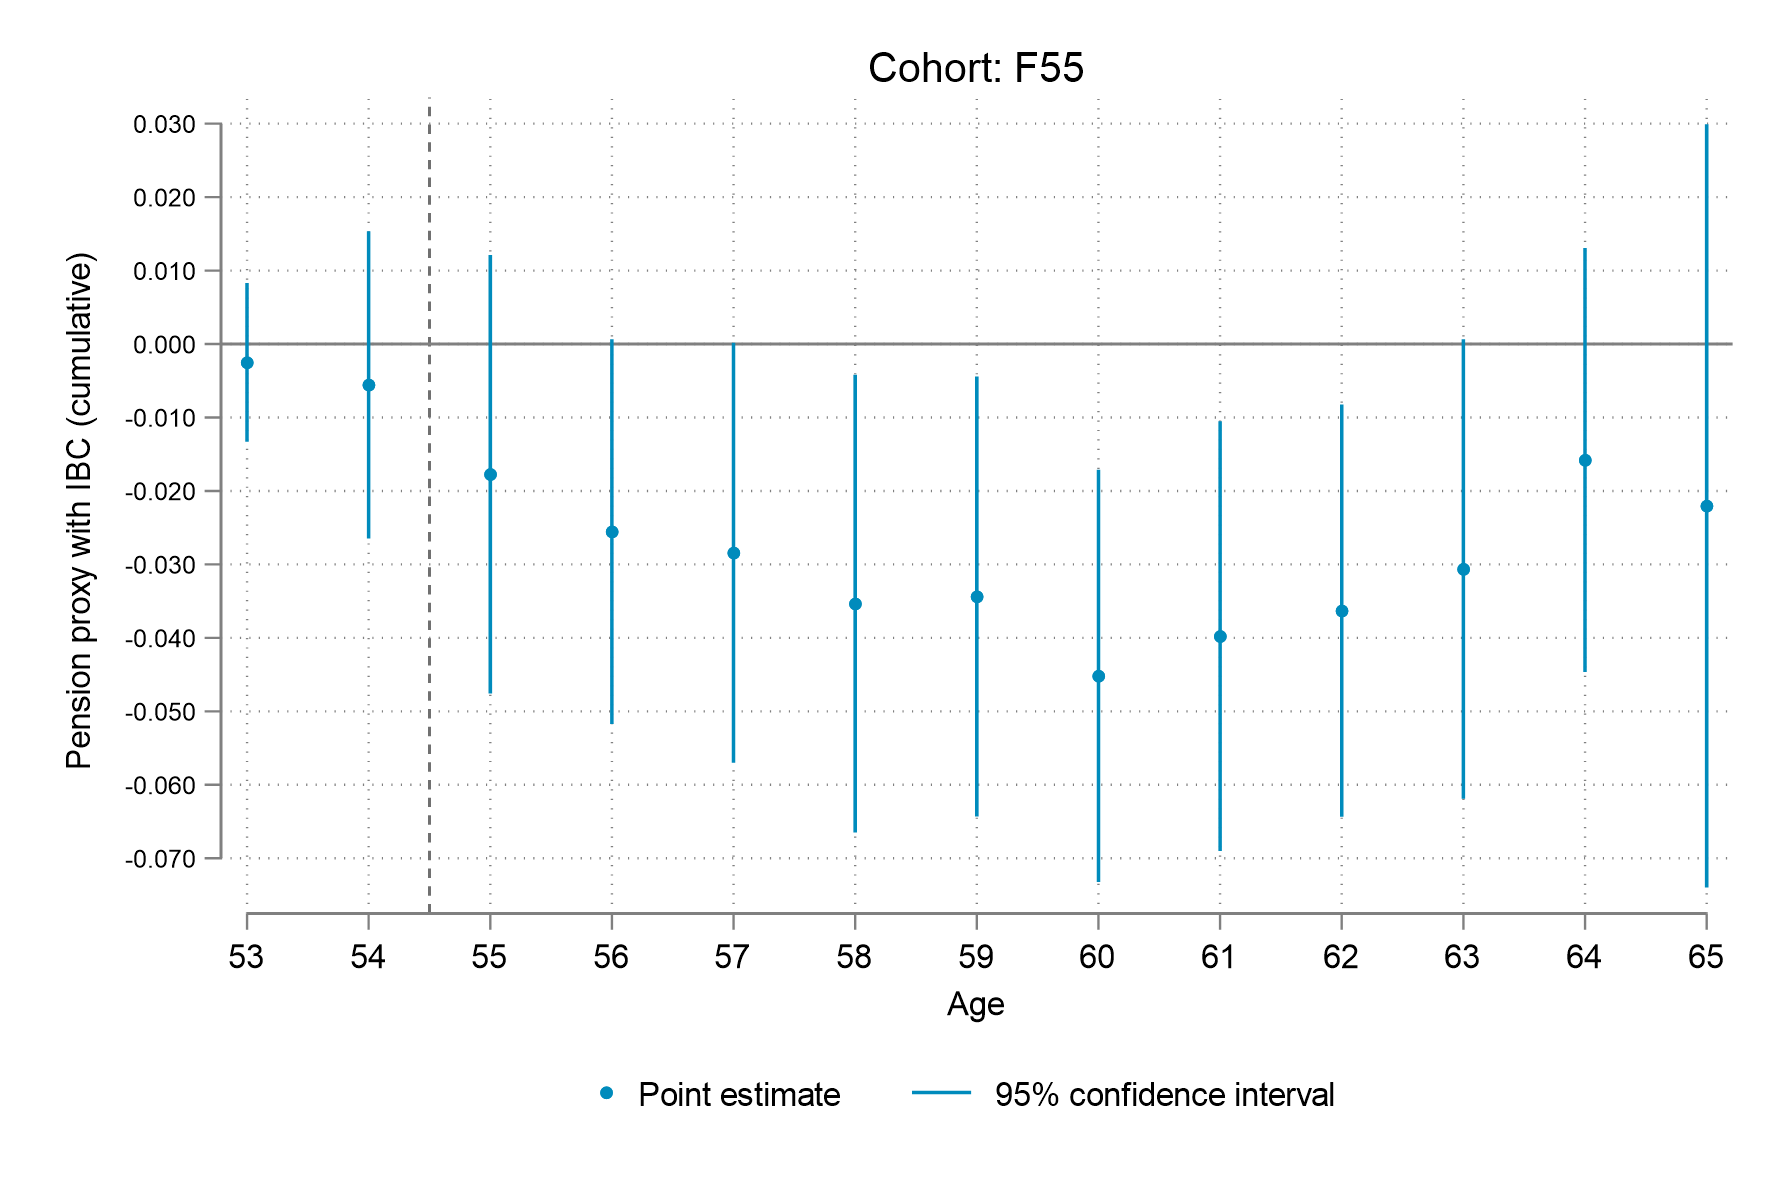 Cohort: F55
0.030
0.020
0.010
0.000
-0.010
-0.020
-0.030
-0.040
-0.050
-0.060
-0.070
Pension proxy with IBC (cumulative)
53 54 55 56 57 58 59 60 61 62 63 64 65
Age
Point estimate 95% confidence interval